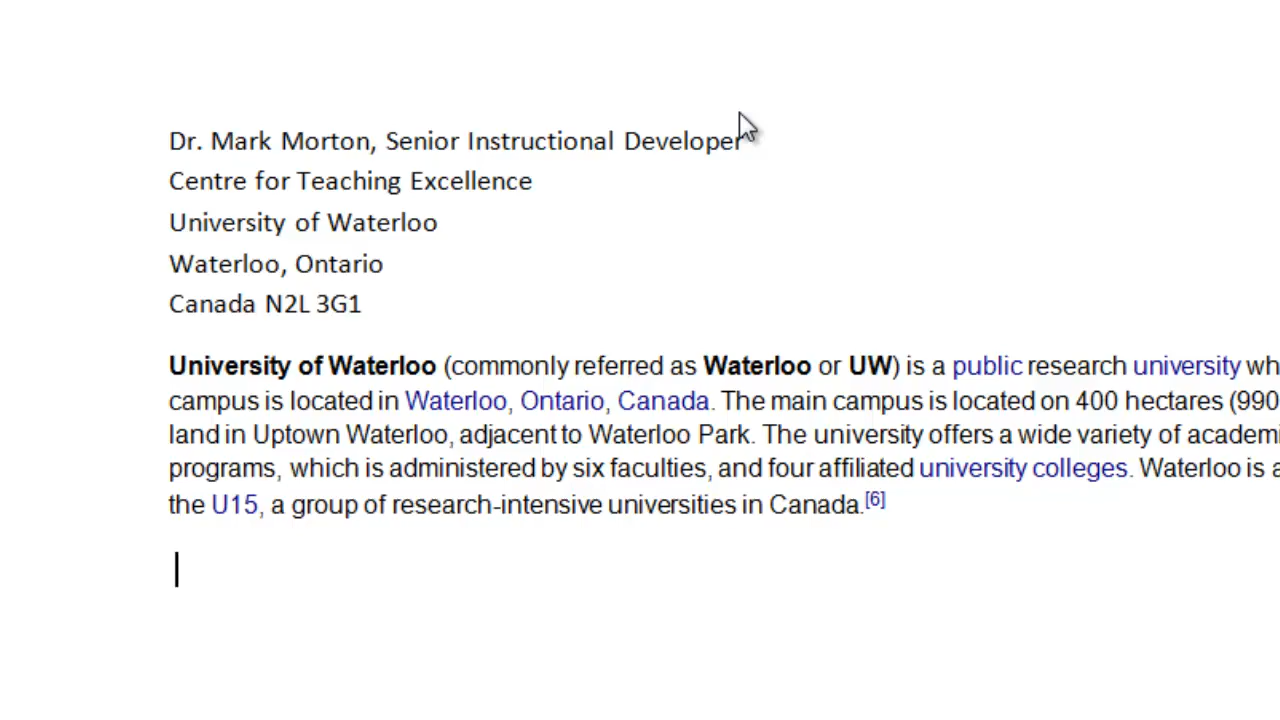 Dr. Mark Morton, Senior Instructional Developer
Centre for Teaching Excellence
University of Waterloo
Waterloo, Ontario
Canada N2L 3G1
University of Waterloo (commonly referred as Waterloo or UW) is a public research university
campus is located in Waterloo, Ontario, Canada. The main campus is located on 400 hectares (990
land in Uptown Waterloo, adjacent to Waterloo Park. The university offers a wide variety of
programs, which is administered by six faculties, and four affiliated university colleges. Waterloo is
the U15, a group of research-intensive universities in Canada.[6]